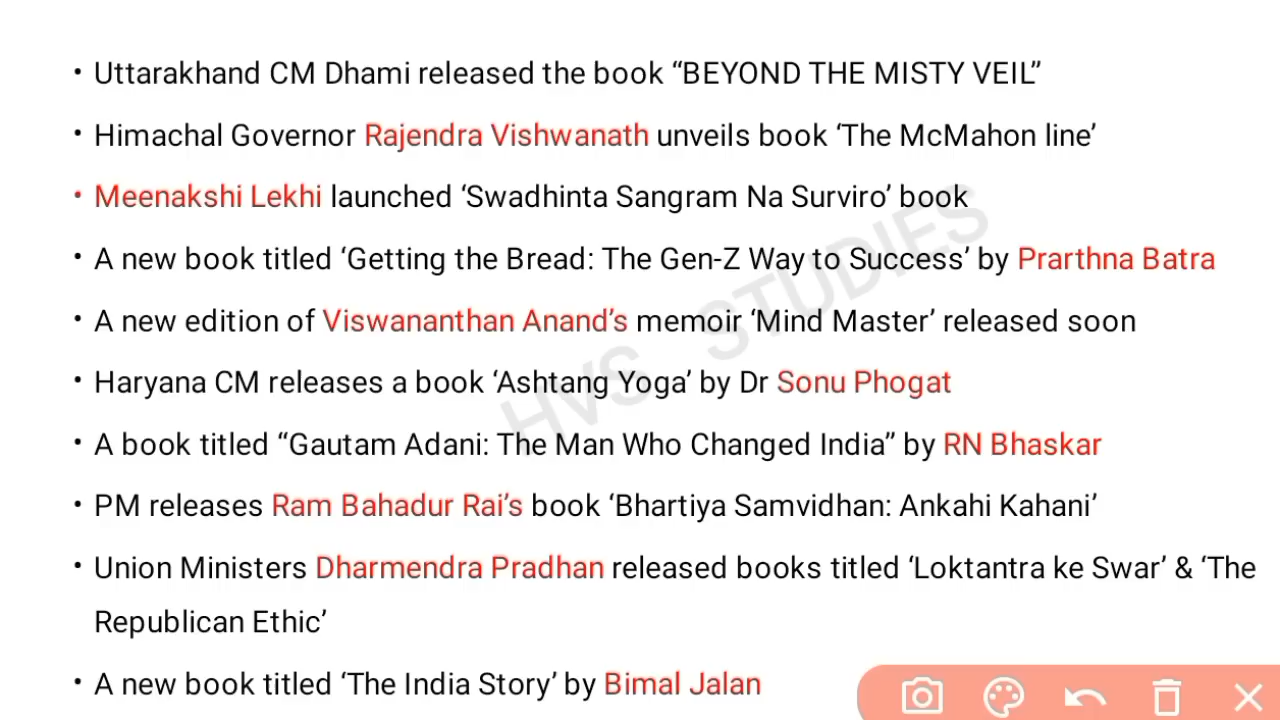 • Uttarakhand CM Dhami released the book “BEYOND THE MISTY VEIL”
• Himachal Governor Rajendra Vishwanath unveils book ‘The McMahon line’
• Meenakshi Lekhi launched ‘Swadhinta Sangram Na Surviro’ book
• A new book titled ‘Getting the Bread: The Gen-Z Way to Success’ by Prarthna Batra
• A new edition of Viswananthan Anand’s memoir ‘Mind Master’ released soon
• Haryana CM releases a book ‘Ashtang Yoga’ by Dr Sonu Phogat
• A book titled “Gautam Adani: The Man Who Changed India” by RN Bhaskar
• PM releases Ram Bahadur Rai’s book ‘Bhartiya Samvidhan: Ankahi Kahani’
• Union Ministers Dharmendra Pradhan released books titled ‘Loktantra ke Swar’ & ‘The
Republican Ethic’
• A new book titled ‘The India Story’ by Bimal Jalan
HVS STUDIES